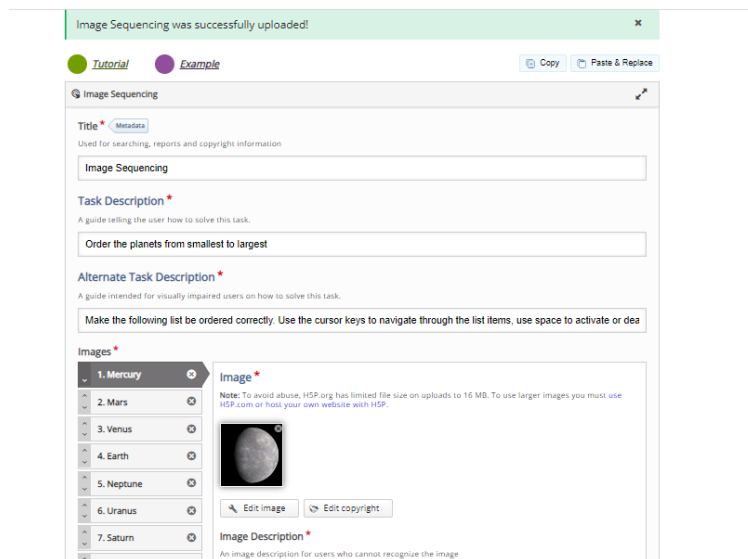 Image Sequencing was successfully uploaded!
Tutorial Example Copy Paste & Replace
Image Sequencing
Title * Metadata
Used for searching, reports and copyright information
Image Sequencing
Task Description *
A guide telling the user how to solve this task.
Order the planets from smallest to largest
Alternate Task Description *
A guide intended for visually impaired users on how to solve this task.
Make the following list be ordered correctly. Use the cursor keys to navigate through the list items, use space to activate or dea
Images *
1. Mercury
2. Mars
3. Venus
4. Earth
5. Neptune
6. Uranus
7. Saturn
Image *
Note: To avoid abuse, H5P.org has limited file size on uploads to 16 MB. To use larger images you must use
H5P.com or host your own website with H5P.
Edit image Edit copyright
Image Description *
An image description for users who cannot recognize the image